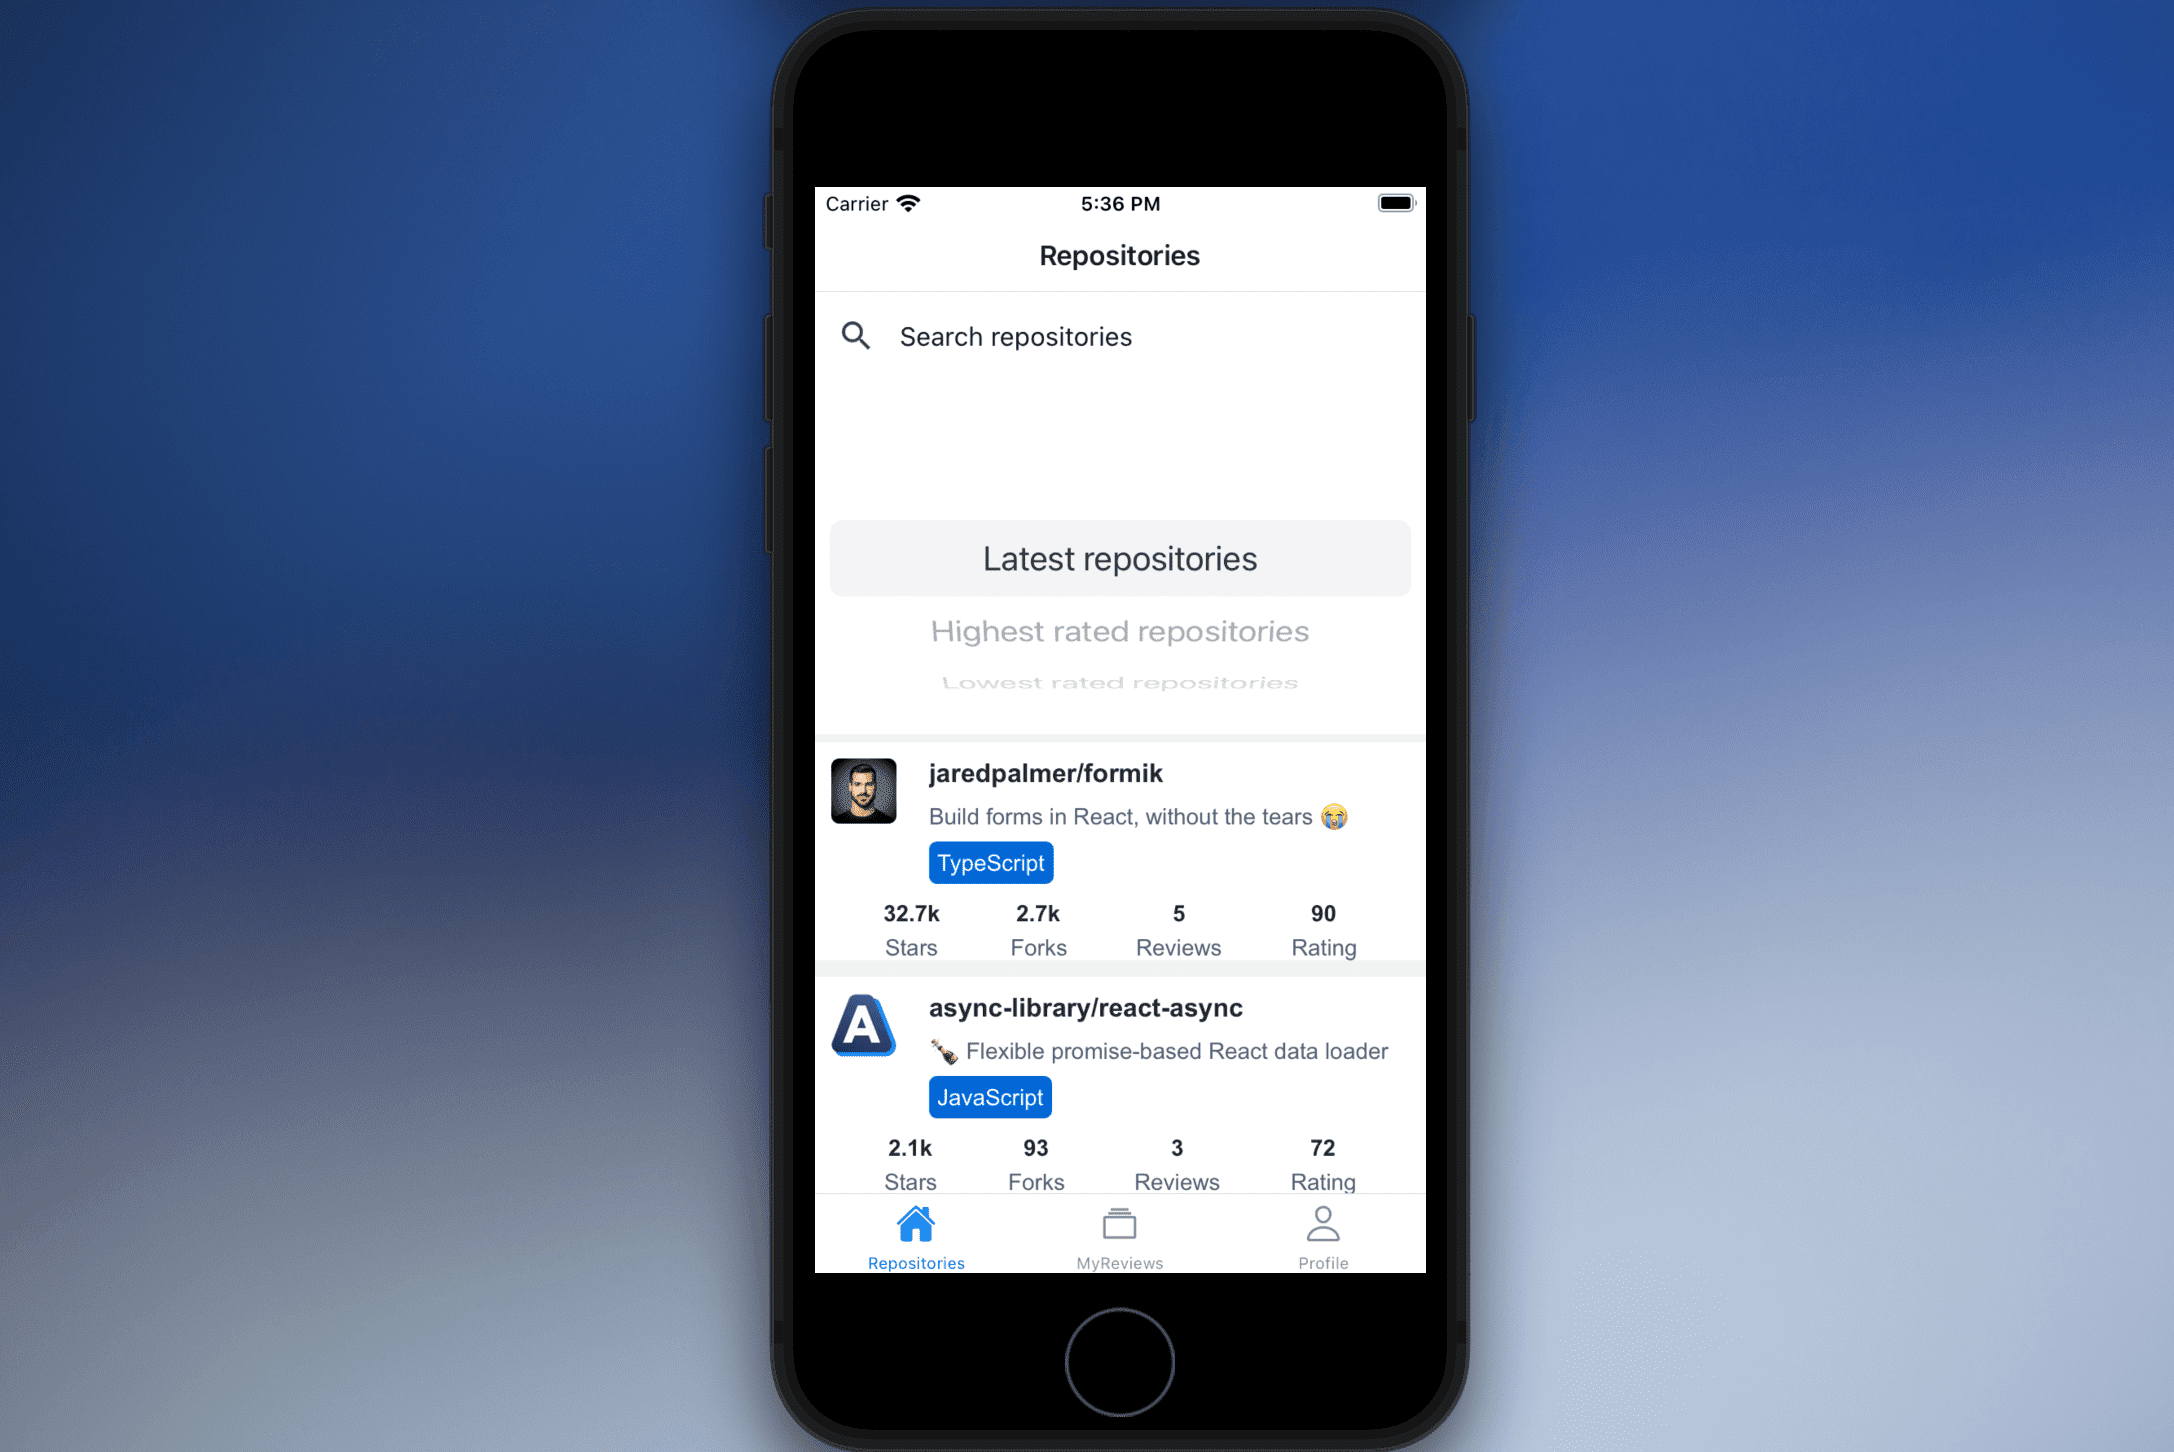 Carrier 5:36 PM
Repositories
Search repositories
Latest repositories
Highest rated repositories
Lowest rated repositories
jaredpalmer/formik
Build forms in React, without the tears 😭
TypeScript
32.7k 2.7k 5 90
Stars Forks Reviews Rating
A
async-library/react-async
🍾 Flexible promise-based React data loader
JavaScript
2.1k 93 3 72
Stars Forks Reviews Rating
Repositories MyReviews Profile